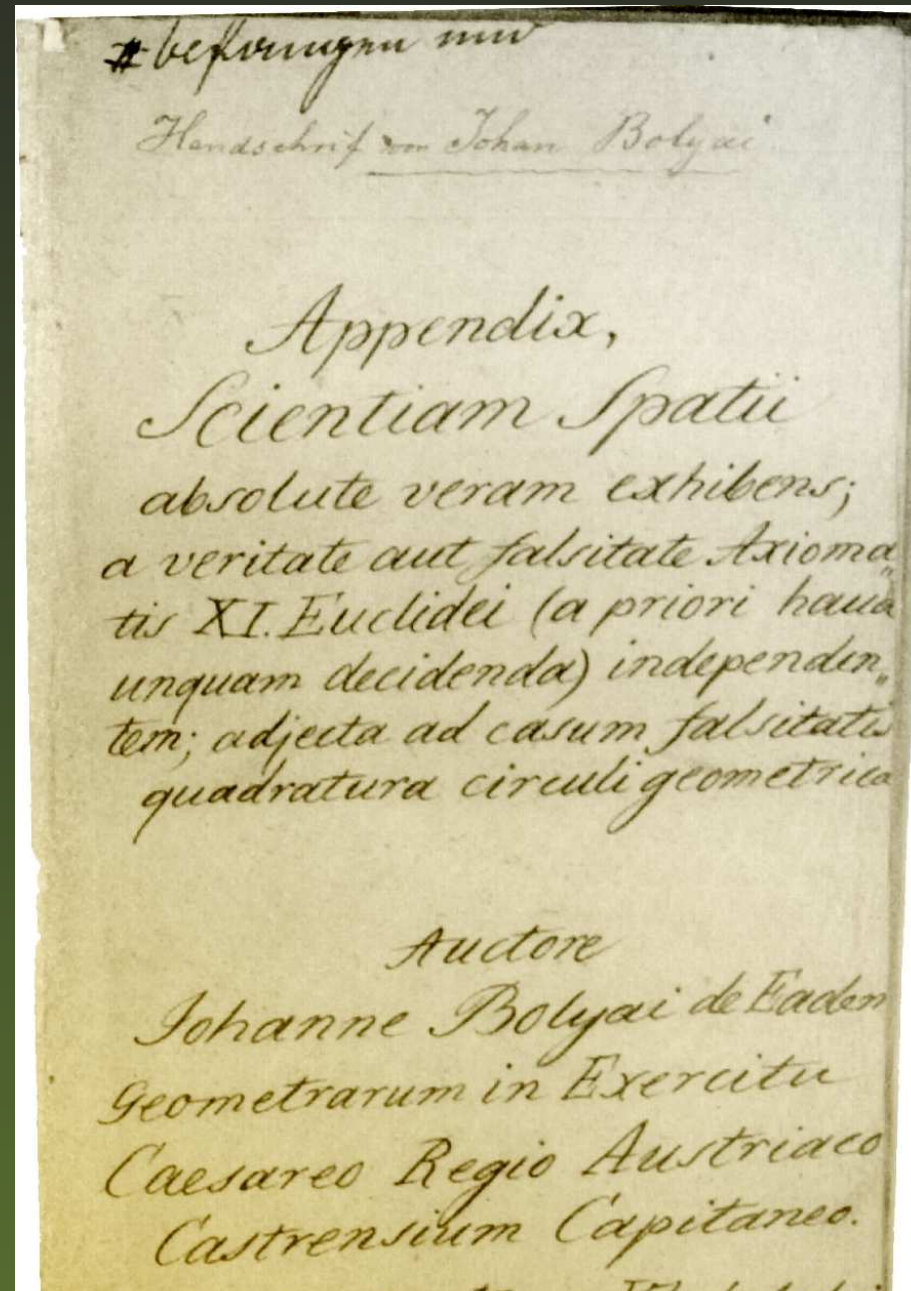 Handschrif von Johan Bolyai
Appendix,
Scientiam Spatii
absolute veram exhibens;
a veritate aut falsitate Axioma„
tis XI. Euclidei (a priori haud
unquam decidenda) independen„
tem; adjecta ad casum falsitatis
quadratura circuli geometrica
Auctore
Johanne Bolyai de Eadem
Geometrarum in Exercitu
Caesareo Regio Austriaco
Castrensium Capitaneo.